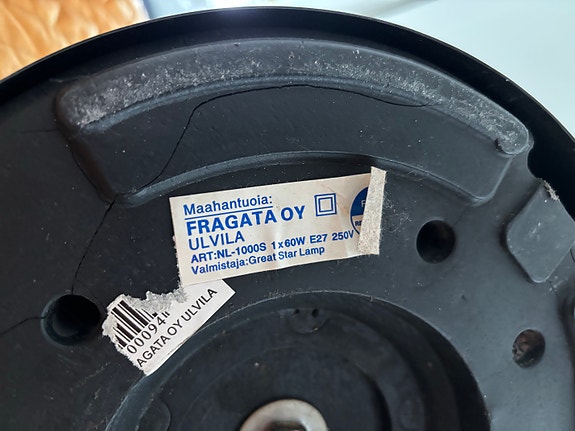 Maahantuoja:
FRAGATA OY
ULVILA
ART:NL-1000S 1x60W E27 250V
Valmistaja:Great Star Lamp
00094
AGATA OY ULVILA